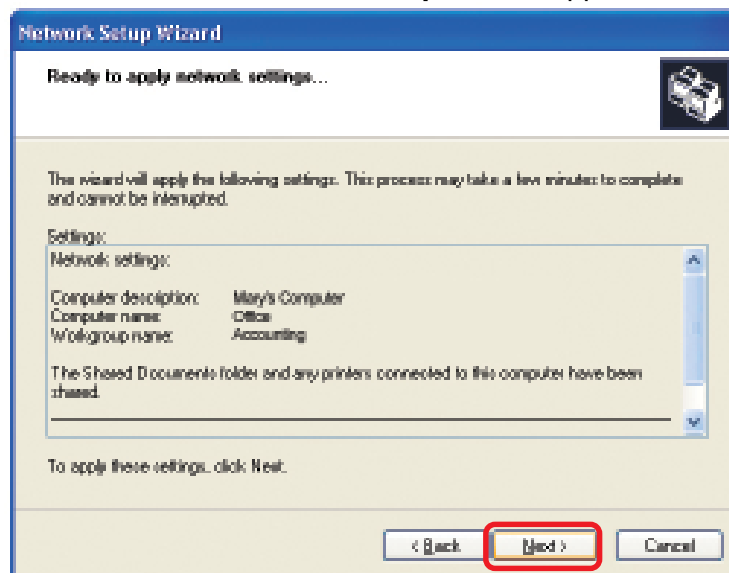 Network Setup Wizard
Ready to apply network settings...
The wizard will apply the following settings. This process may take a few minutes to complete
and cannot be interrupted.
Settings:
Network settings:
Computer description: Mary's Computer
Computer name: Office
Workgroup name: Accounting
The Shared Documents folder and any printers connected to this computer have been
shared.
To apply these settings, click Next.
< Back Next > Cancel